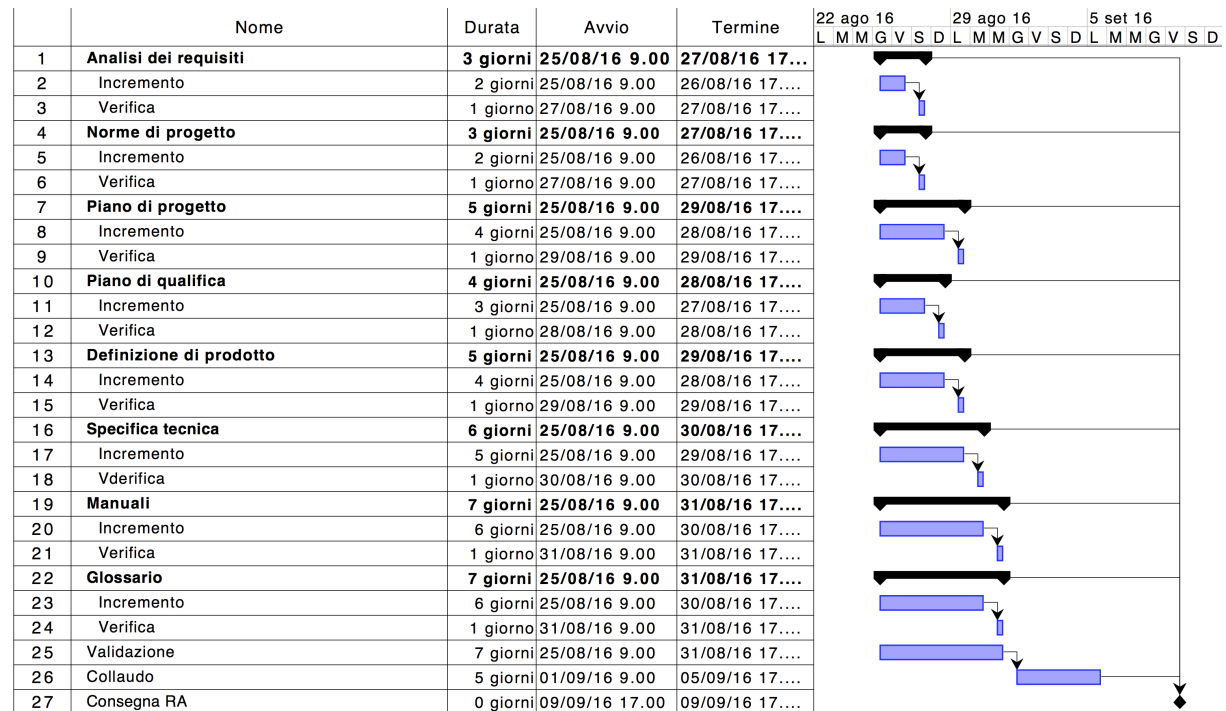 Nome Durata Avvio Termine 22 ago 16 29 ago 16 5 set 16
L M M G V S D L M M G V S D L M M G V S D
1 Analisi dei requisiti 3 giorni 25/08/16 9.00 27/08/16 17...
2 Incremento 2 giorni 25/08/16 9.00 26/08/16 17....
3 Verifica 1 giorno 27/08/16 9.00 27/08/16 17....
4 Norme di progetto 3 giorni 25/08/16 9.00 27/08/16 17....
5 Incremento 2 giorni 25/08/16 9.00 26/08/16 17....
6 Verifica 1 giorno 27/08/16 9.00 27/08/16 17....
7 Piano di progetto 5 giorni 25/08/16 9.00 29/08/16 17....
8 Incremento 4 giorni 25/08/16 9.00 28/08/16 17....
9 Verifica 1 giorno 29/08/16 9.00 29/08/16 17....
10 Piano di qualifica 4 giorni 25/08/16 9.00 28/08/16 17....
11 Incremento 3 giorni 25/08/16 9.00 27/08/16 17....
12 Verifica 1 giorno 28/08/16 9.00 28/08/16 17....
13 Definizione di prodotto 5 giorni 25/08/16 9.00 29/08/16 17....
14 Incremento 4 giorni 25/08/16 9.00 28/08/16 17....
15 Verifica 1 giorno 29/08/16 9.00 29/08/16 17....
16 Specifica tecnica 6 giorni 25/08/16 9.00 30/08/16 17....
17 Incremento 5 giorni 25/08/16 9.00 29/08/16 17....
18 Vderifica 1 giorno 30/08/16 9.00 30/08/16 17....
19 Manuali 7 giorni 25/08/16 9.00 31/08/16 17....
20 Incremento 6 giorni 25/08/16 9.00 30/08/16 17....
21 Verifica 1 giorno 31/08/16 9.00 31/08/16 17....
22 Glossario 7 giorni 25/08/16 9.00 31/08/16 17....
23 Incremento 6 giorni 25/08/16 9.00 30/08/16 17....
24 Verifica 1 giorno 31/08/16 9.00 31/08/16 17....
25 Validazione 7 giorni 25/08/16 9.00 31/08/16 17....
26 Collaudo 5 giorni 01/09/16 9.00 05/09/16 17....
27 Consegna RA 0 giorni 09/09/16 17.00 09/09/16 17....